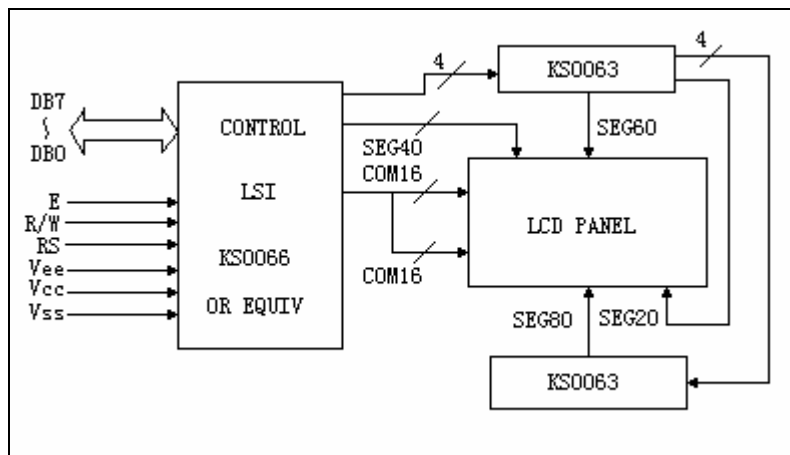 4
KS0063
4
DB7
~
DB0
CONTROL
LSI
KS0066
OR EQUIV
SEG40
SEG60
COM16
E
R/W
RS
Vee
Vcc
Vss
LCD PANEL
COM16
SEG80
SEG20
KS0063